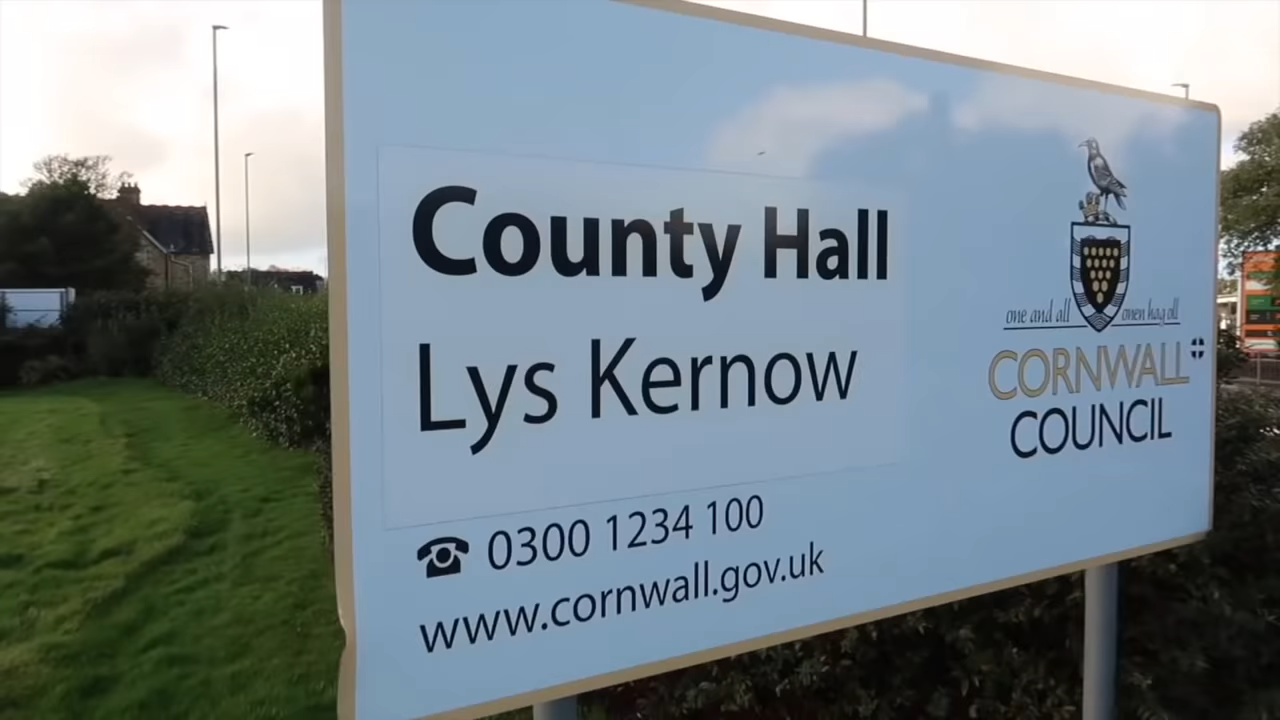 County Hall
Lys Kernow
0300 1234 100
www.cornwall.gov.uk
one and all onen hag oll
CORNWALL
COUNCIL